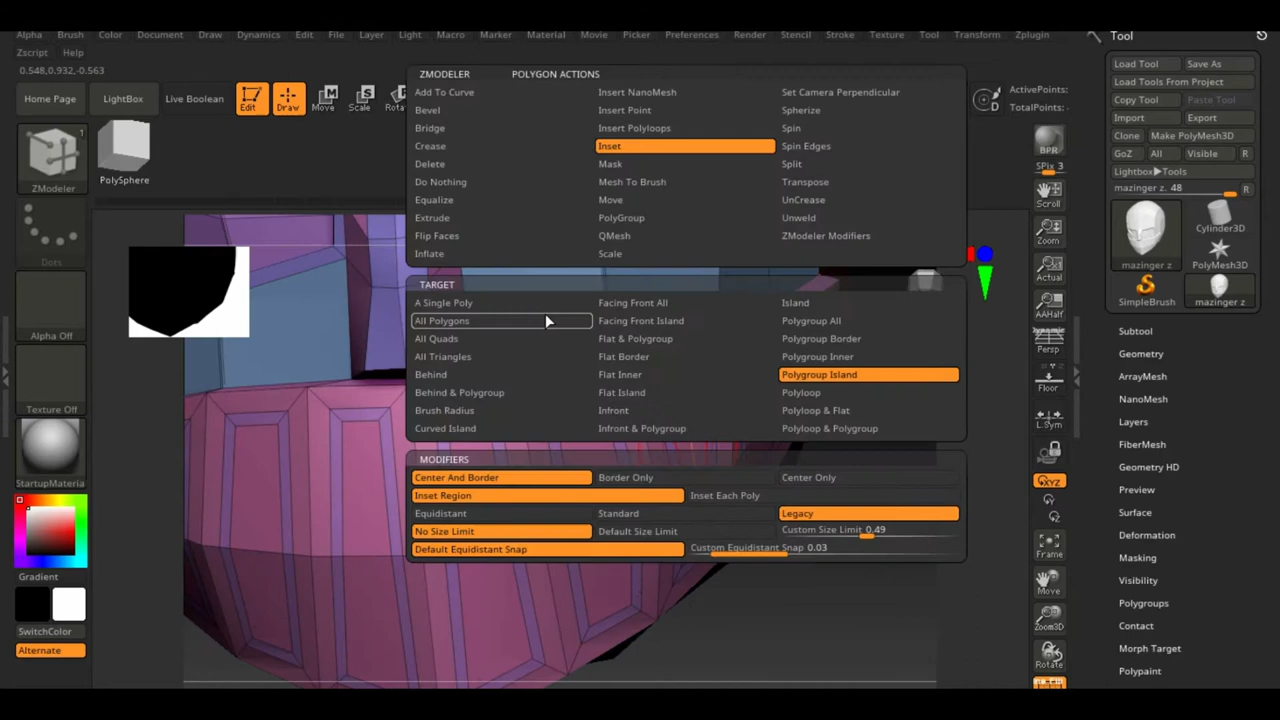 Alpha Brush Color Document Draw Dynamics Edit File Layer Light Macro Marker Material Movie Picker Preferences Render Stencil Stroke Texture Tool Transform Zplugin
Zscript Help
0.548,0.932,-0.563
Home Page
LightBox
Live Boolean
Edit
Draw
Move
Scale
ZModeler
1
PolySphere
Dots
Alpha Off
Texture Off
StartupMateria
Gradient
SwitchColor
Alternate
ZMODELER POLYGON ACTIONS
Add To Curve Insert NanoMesh Set Camera Perpendicular
Bevel Insert Point Spherize
Bridge Insert Polyloops Spin
Crease Inset Spin Edges
Delete Mask Split
Do Nothing Mesh To Brush Transpose
Equalize Move UnCrease
Extrude PolyGroup Unweld
Flip Faces QMesh ZModeler Modifiers
Inflate Scale
TARGET
A Single Poly Facing Front All Island
All Polygons Facing Front Island Polygroup All
All Quads Flat & Polygroup Polygroup Border
All Triangles Flat Border Polygroup Inner
Behind Flat Inner Polygroup Island
Behind & Polygroup Flat Island Polyloop
Brush Radius Infront Polyloop & Flat
Curved Island Infront & Polygroup Polyloop & Polygroup
MODIFIERS
Center And Border Border Only Center Only
Inset Region Inset Each Poly
Equidistant Standard Legacy
No Size Limit Default Size Limit Custom Size Limit 0.49
Default Equidistant Snap Custom Equidistant Snap 0.03
ActivePoints:
TotalPoints:
BPR
SPix 3
Scroll
Zoom
Actual
AAHalf
Dynamic
Persp
Floor
L.Sym
XYZ
Frame
Move
Zoom3D
Rotate
Tool
Load Tool Save As
Load Tools From Project
Copy Tool Paste Tool
Import Export
Clone Make PolyMesh3D
GoZ All Visible R
Lightbox▶Tools
mazinger z. 48 R
mazinger z
Cylinder3D
PolyMesh3D
SimpleBrush
mazinger z
Subtool
Geometry
ArrayMesh
NanoMesh
Layers
FiberMesh
Geometry HD
Preview
Surface
Deformation
Masking
Visibility
Polygroups
Contact
Morph Target
Polypaint